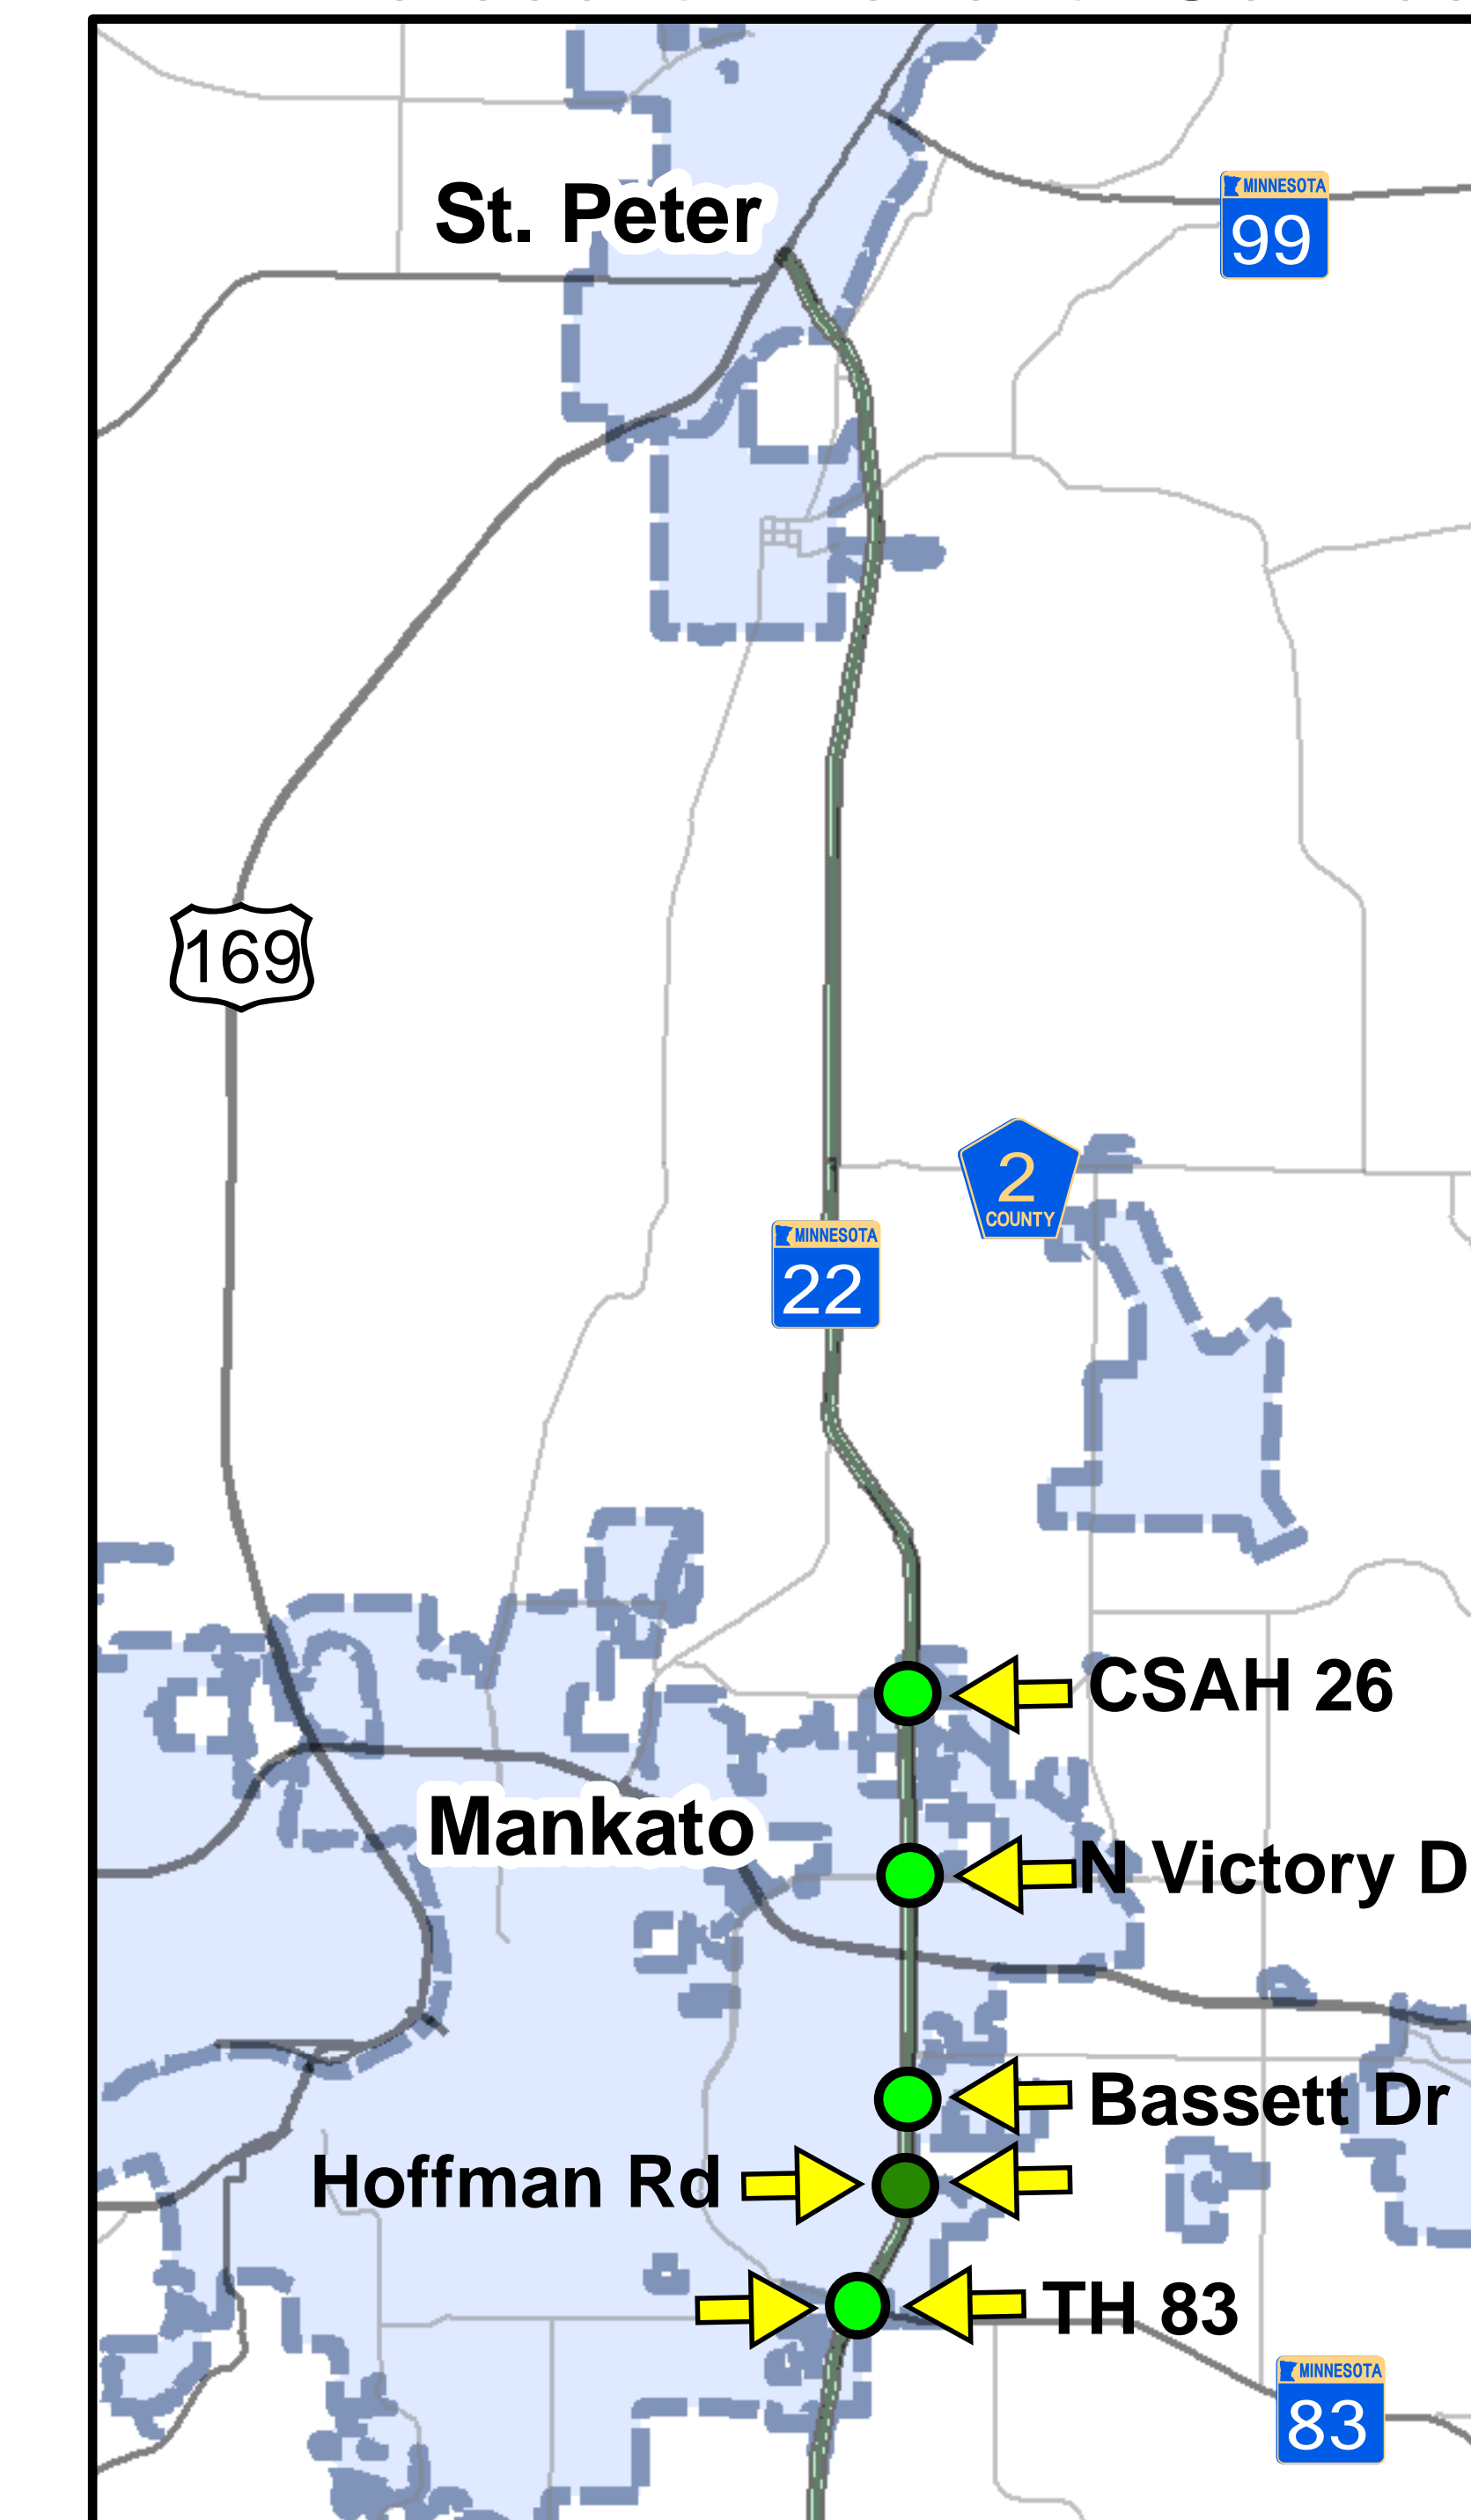 St. Peter
MINNESOTA
99
169
2
COUNTY
MINNESOTA
22
CSAH 26
Mankato
N Victory D
Bassett Dr
Hoffman Rd
TH 83
MINNESOTA
83